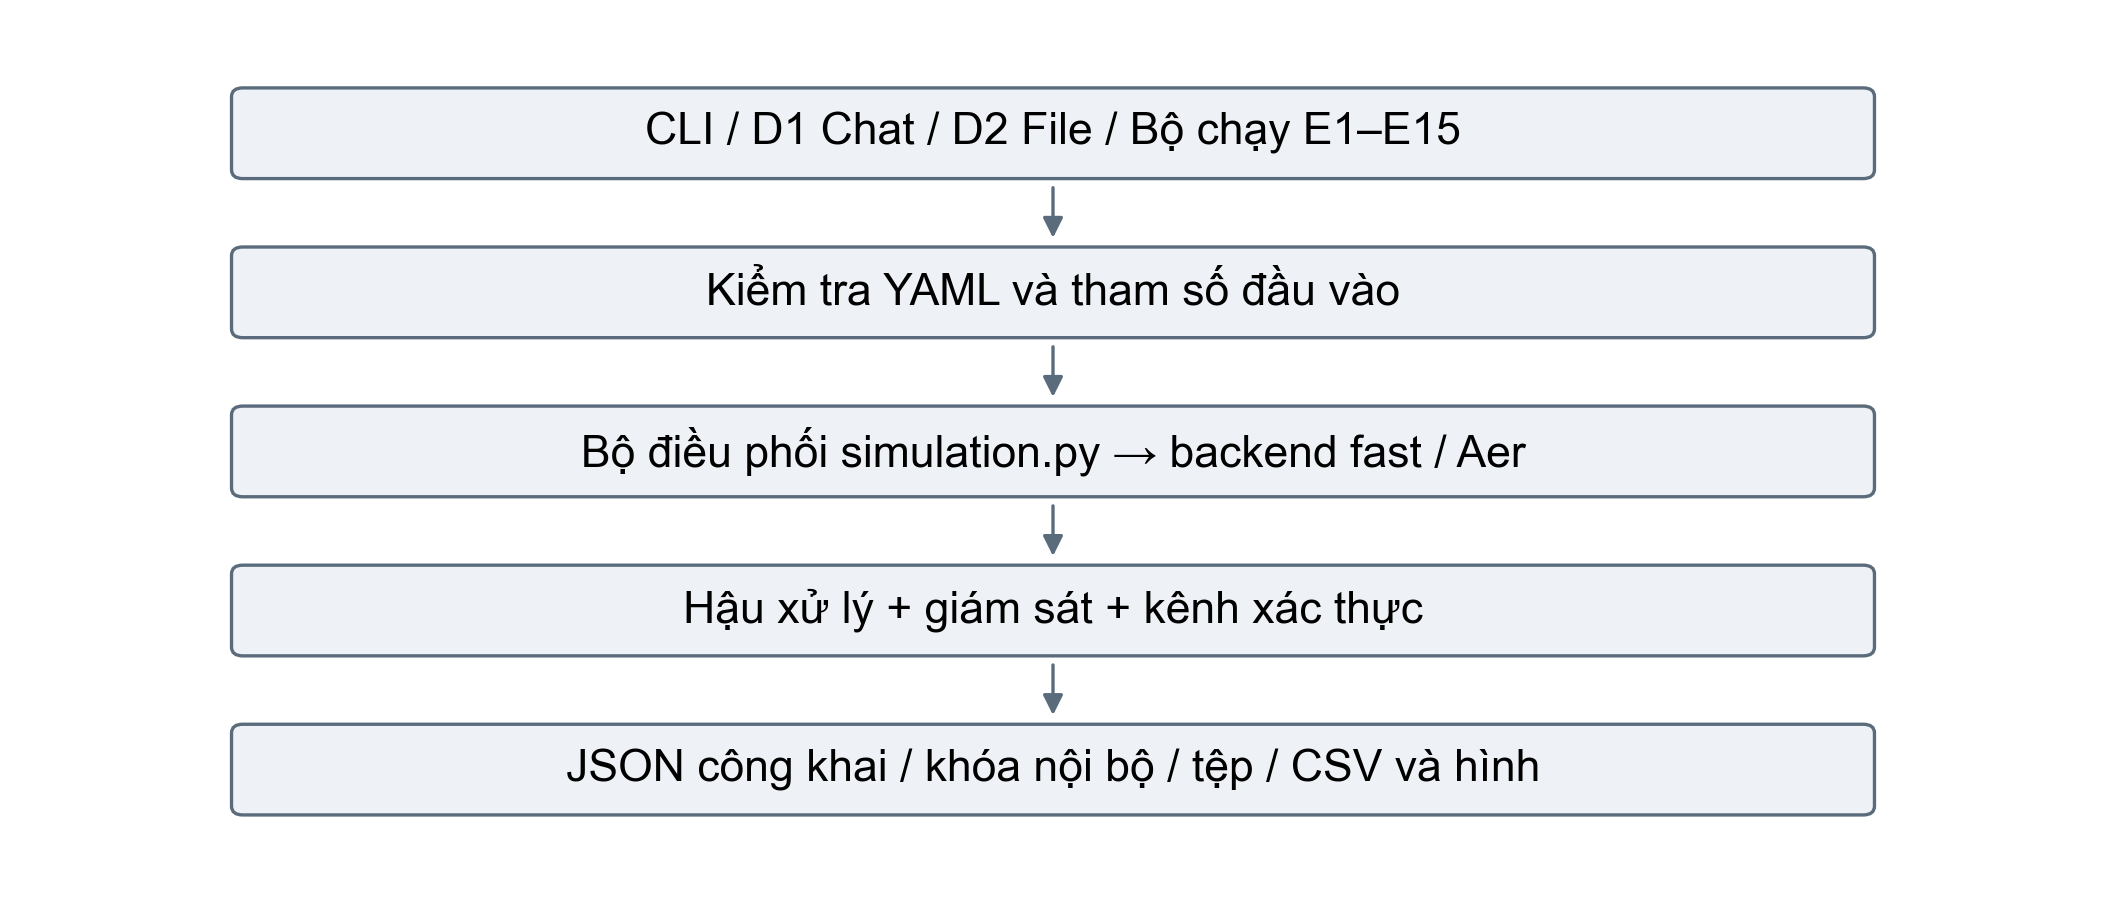 CLI / D1 Chat / D2 File / Bộ chạy E1–E15
Kiểm tra YAML và tham số đầu vào
Bộ điều phối simulation.py → backend fast / Aer
Hậu xử lý + giám sát + kênh xác thực
JSON công khai / khóa nội bộ / tệp / CSV và hình